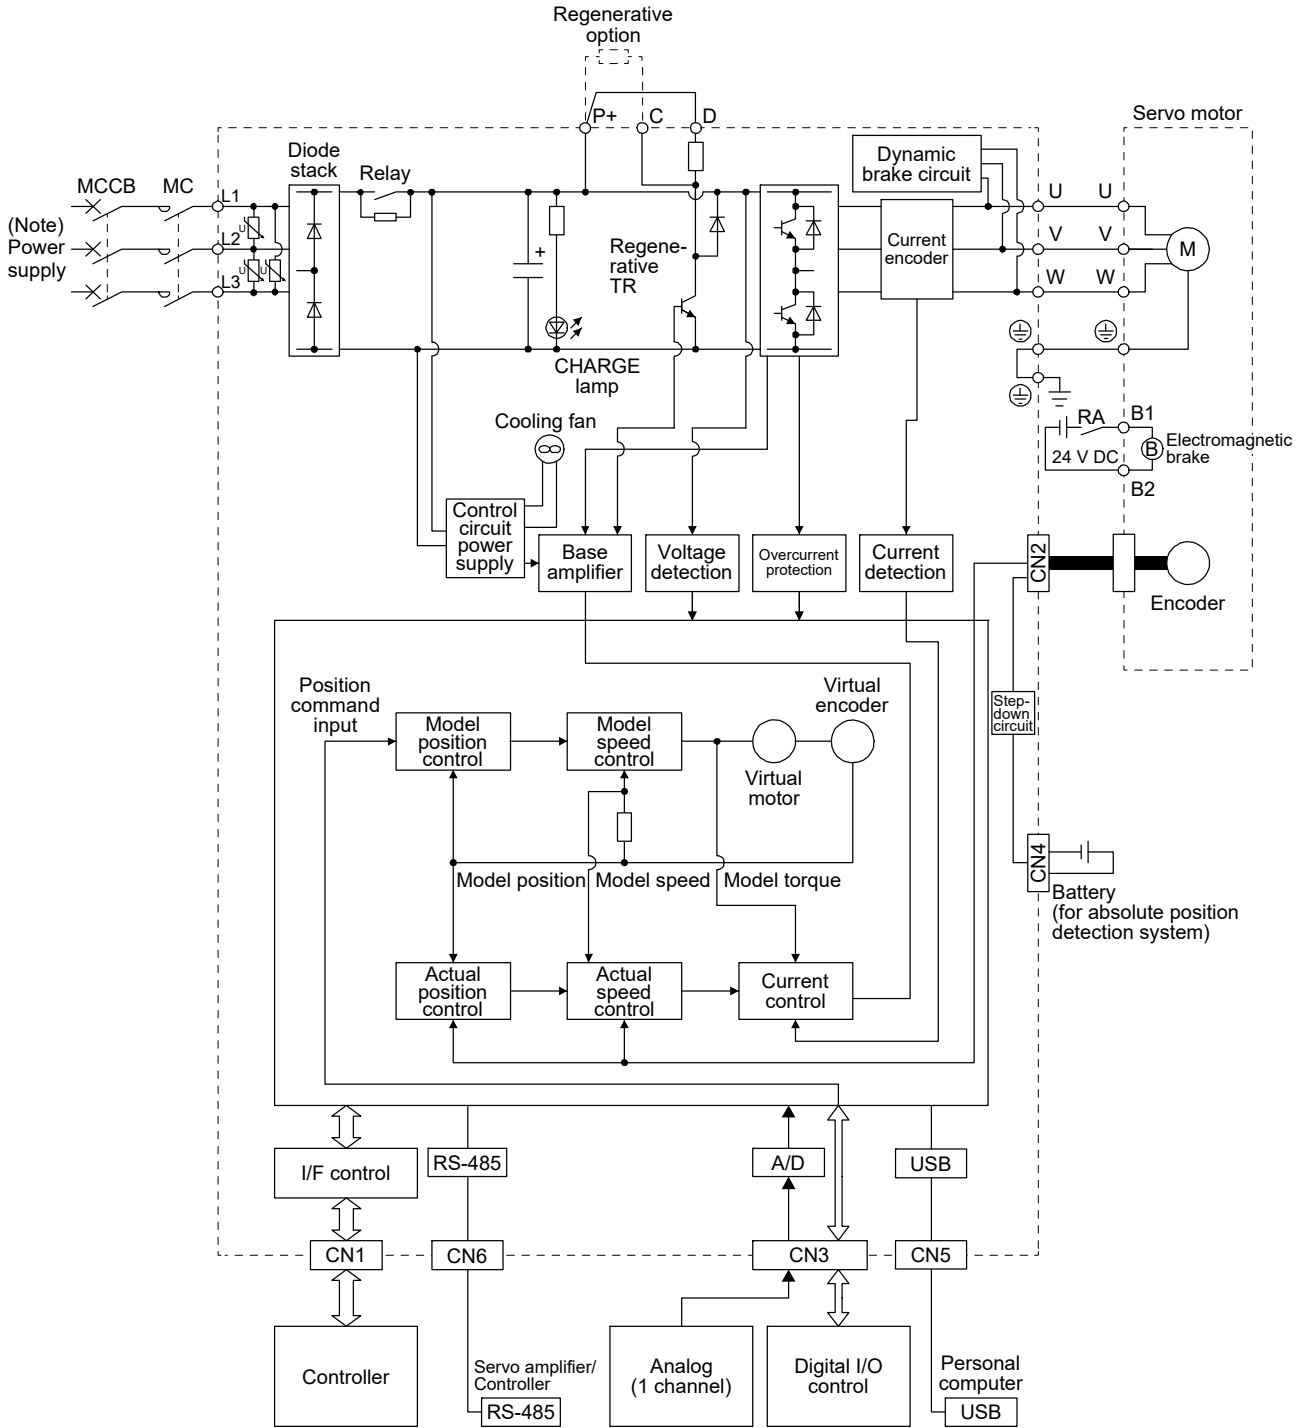 Regenerative
option
P+
C
D
Servo motor
Diode
stack
Relay
Dynamic
brake circuit
MCCB
MC
L1
U
U
(Note)
Power
supply
U
L2
+
Regene-
rative
TR
Current
encoder
V
V
M
U
U
L3
W
W
CHARGE
lamp
Cooling fan
RA
B1
24 V DC
B
Electromagnetic
brake
B2
Control
circuit
power
supply
Base
amplifier
Voltage
detection
Overcurrent
protection
Current
detection
CN2
Encoder
Position
command
input
Virtual
encoder
Model
position
control
Model
speed
control
Step-
down
circuit
Virtual
motor
CN4
Model position
Model speed
Model torque
Battery
(for absolute position
detection system)
Actual
position
control
Actual
speed
control
Current
control
I/F control
RS-485
A/D
USB
CN1
CN6
CN3
CN5
Controller
Servo amplifier/
Controller
RS-485
Analog
(1 channel)
Digital I/O
control
Personal
computer
USB